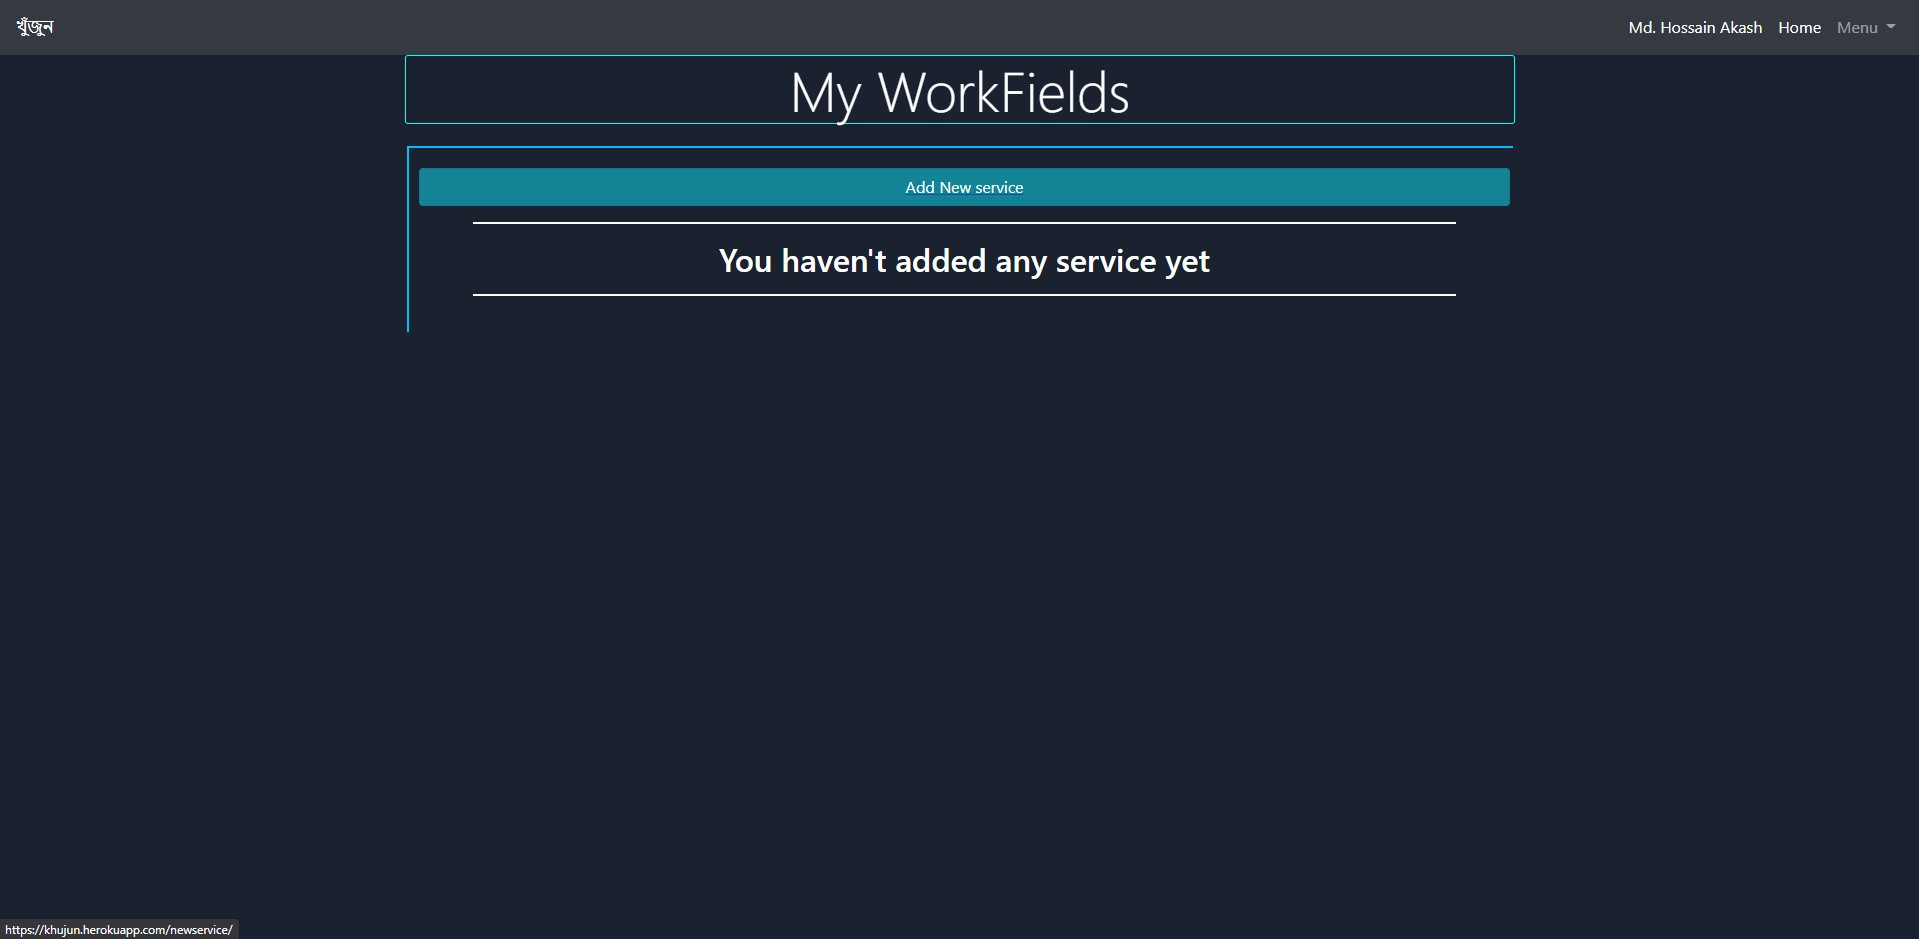 খুঁজুন
Md. Hossain Akash Home Menu
My WorkFields
Add New service
You haven't added any service yet
https://khujun.herokuapp.com/newservice/